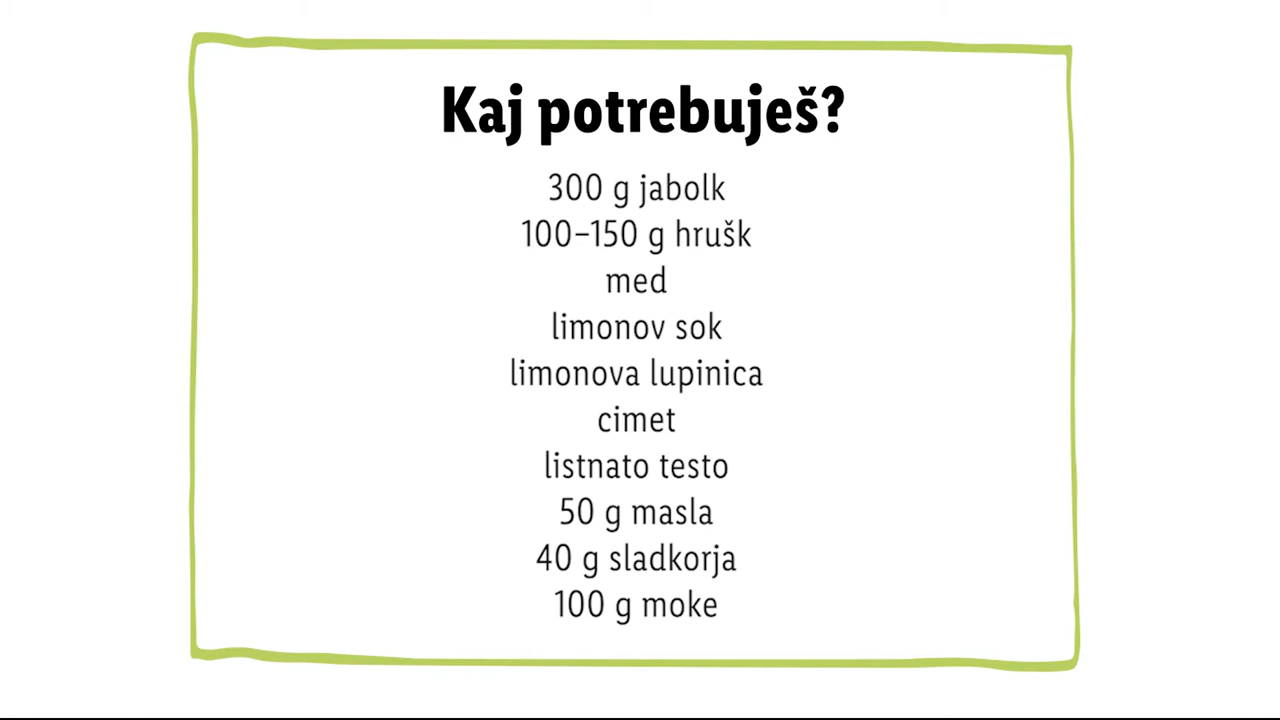 Kaj potrebuješ?
300 g jabolk
100–150 g hrušk
med
limonov sok
limonova lupinica
cimet
listnato testo
50 g masla
40 g sladkorja
100 g moke